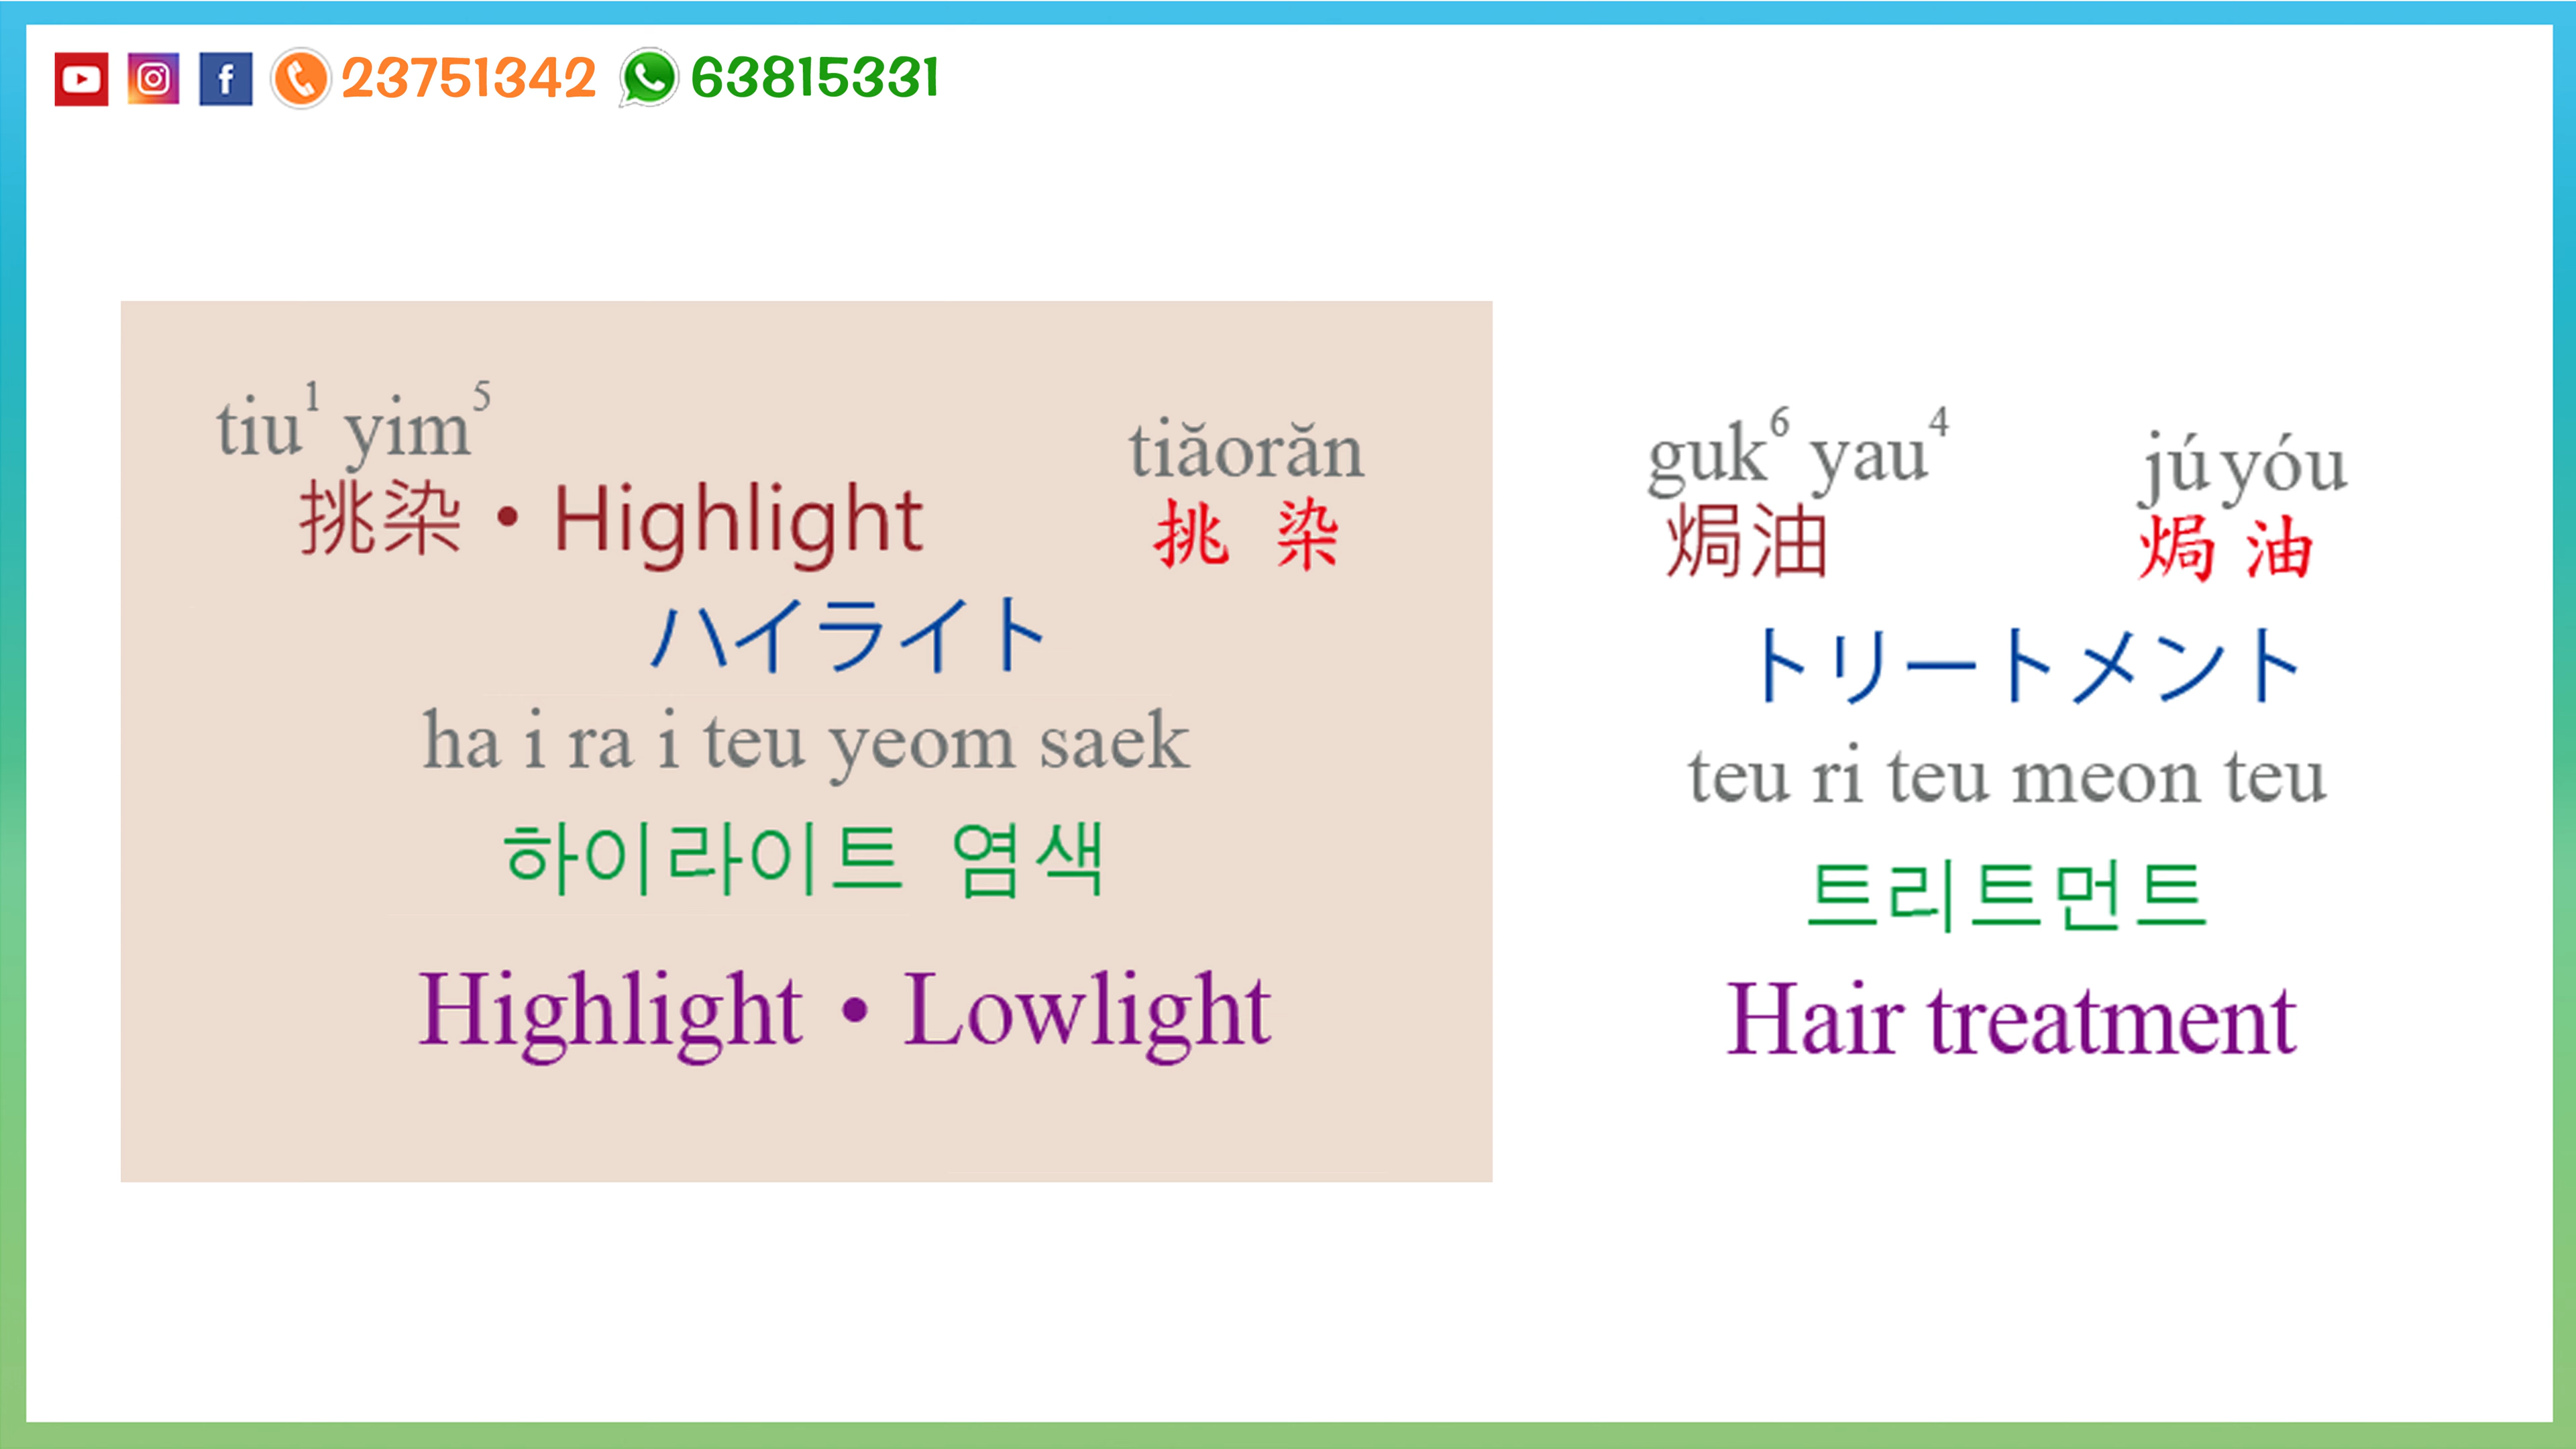 23751342 63815331
tiu¹ yim⁵ tiăorăn
挑染・Highlight 挑 染
ハイライト
ha i ra i teu yeom saek
하이라이트 염색
Highlight • Lowlight
guk⁶ yau⁴ júyóu
焗油 焗 油
トリートメント
teu ri teu meon teu
트리트먼트
Hair treatment